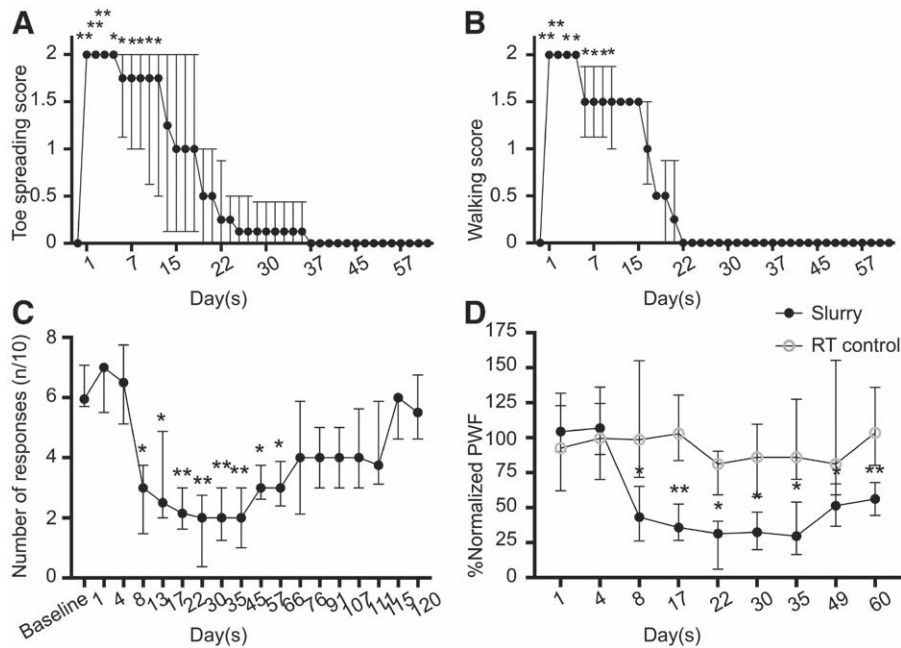 A
** ** ** * * ** ** **
Toe spreading score
2
1.5
1
0.5
0
1 7 15 22 30 37 45 57
Day(s)
B
** ** ** ** ** **
Walking score
2
1.5
1
0.5
0
1 7 15 22 30 37 45 57
Day(s)
C
Number of responses (n/10)
8
6
4
2
0
* * ** ** ** ** * *
Baseline 1 4 8 13 17 22 30 35 45 57 66 76 91 107 111 115 120
Day(s)
D
Slurry
RT control
%Normalized PWF
175
150
125
100
75
50
25
0
* ** * * * * **
1 4 8 17 22 30 35 49 60
Day(s)